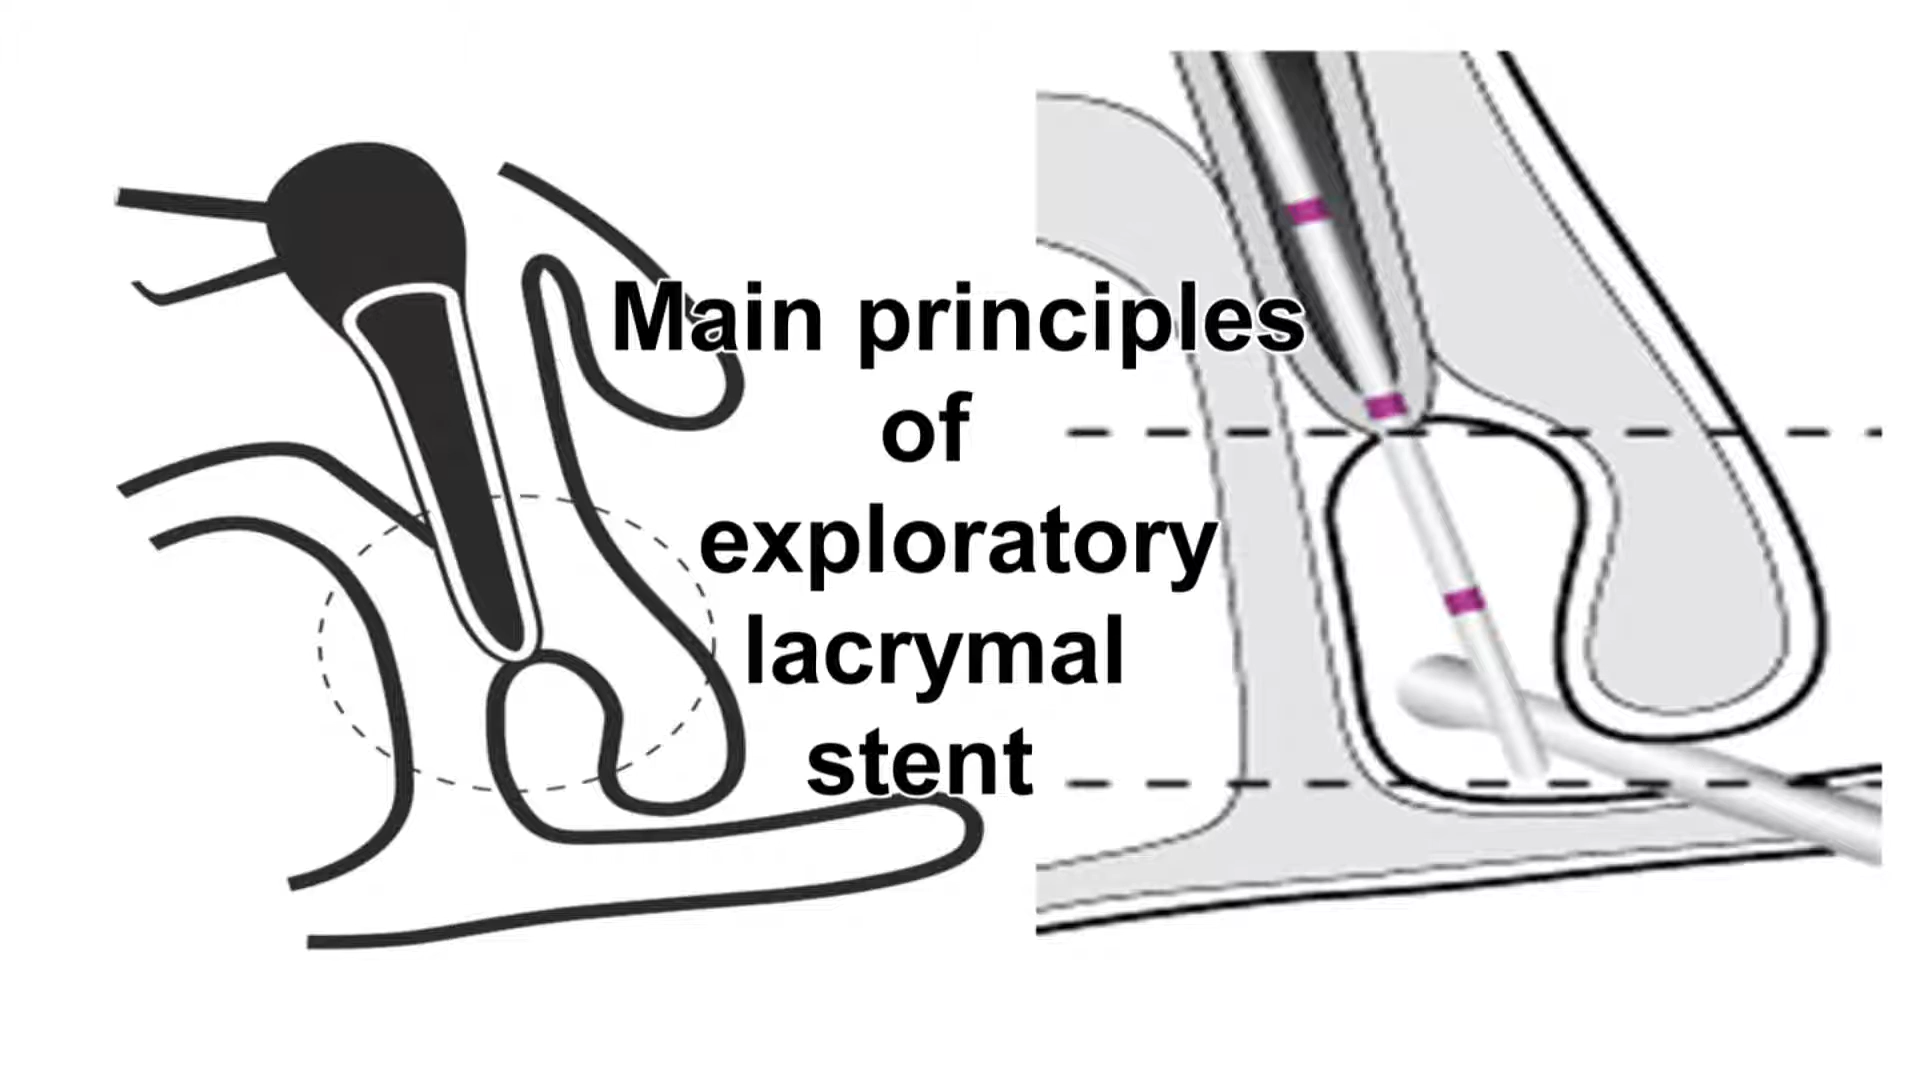 Main principles
of
exploratory
lacrymal
stent